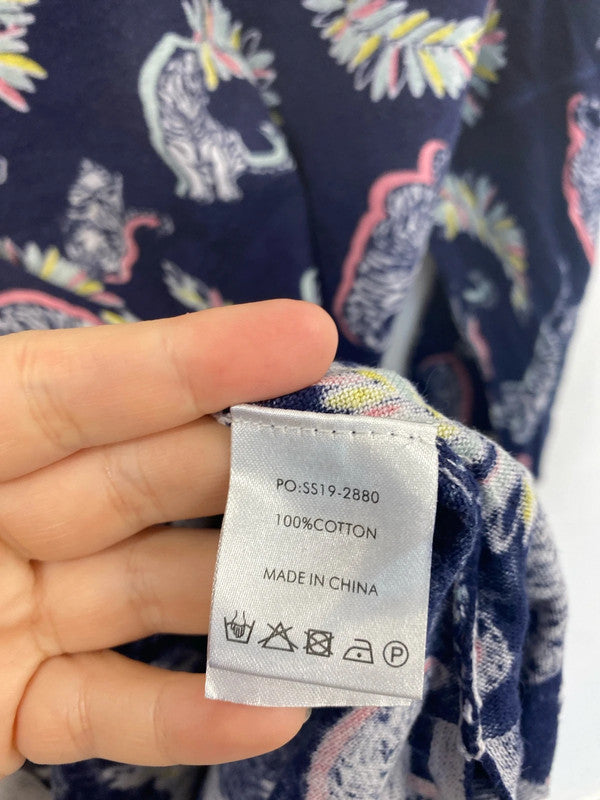 PO:SS19-2880
100%COTTON
MADE IN CHINA
P